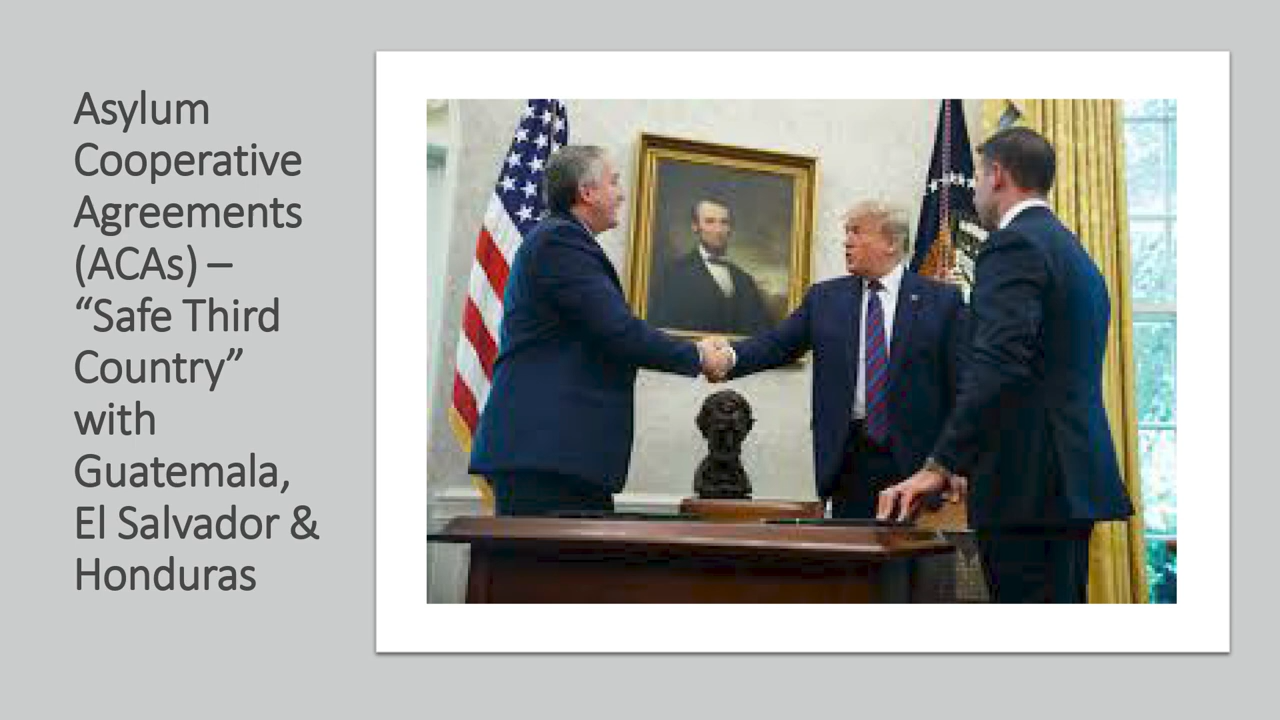 Asylum
Cooperative
Agreements
(ACAs) –
“Safe Third
Country”
with
Guatemala,
El Salvador &
Honduras